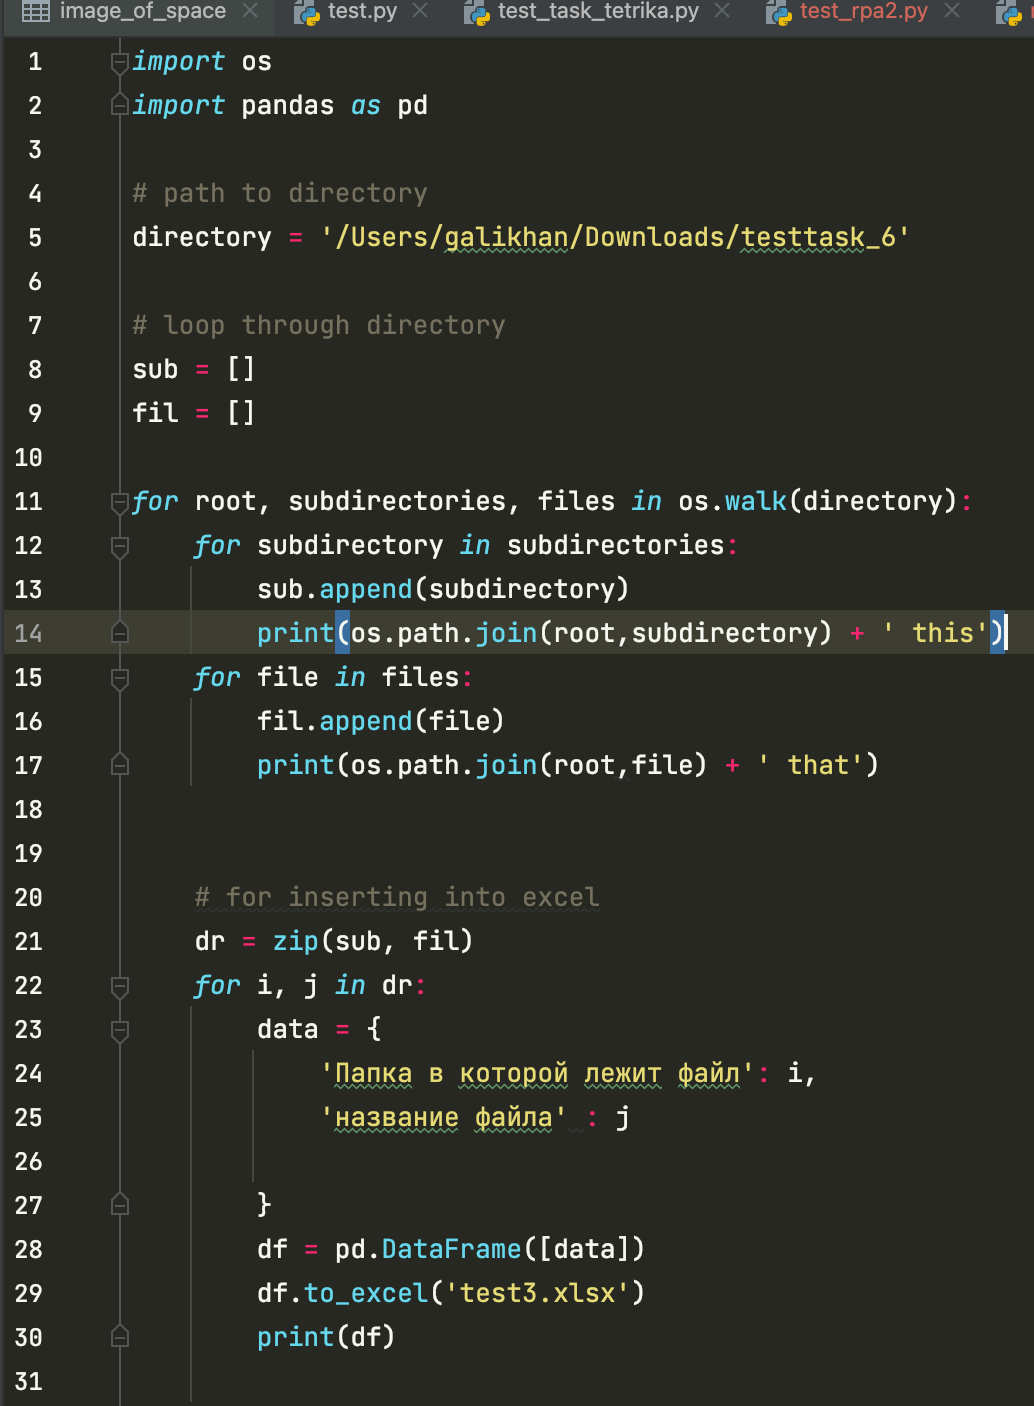 image_of_space test.py test_task_tetrika.py test_rpa2.py
1 import os
2 import pandas as pd
3
4 # path to directory
5 directory = '/Users/galikhan/Downloads/testtask_6'
6
7 # loop through directory
8 sub = []
9 fil = []
10
11 for root, subdirectories, files in os.walk(directory):
12 for subdirectory in subdirectories:
13 sub.append(subdirectory)
14 print(os.path.join(root,subdirectory) + ' this')
15 for file in files:
16 fil.append(file)
17 print(os.path.join(root,file) + ' that')
18
19
20 # for inserting into excel
21 dr = zip(sub, fil)
22 for i, j in dr:
23 data = {
24 'Папка в которой лежит файл': i,
25 'название файла' : j
26
27 }
28 df = pd.DataFrame([data])
29 df.to_excel('test3.xlsx')
30 print(df)
31